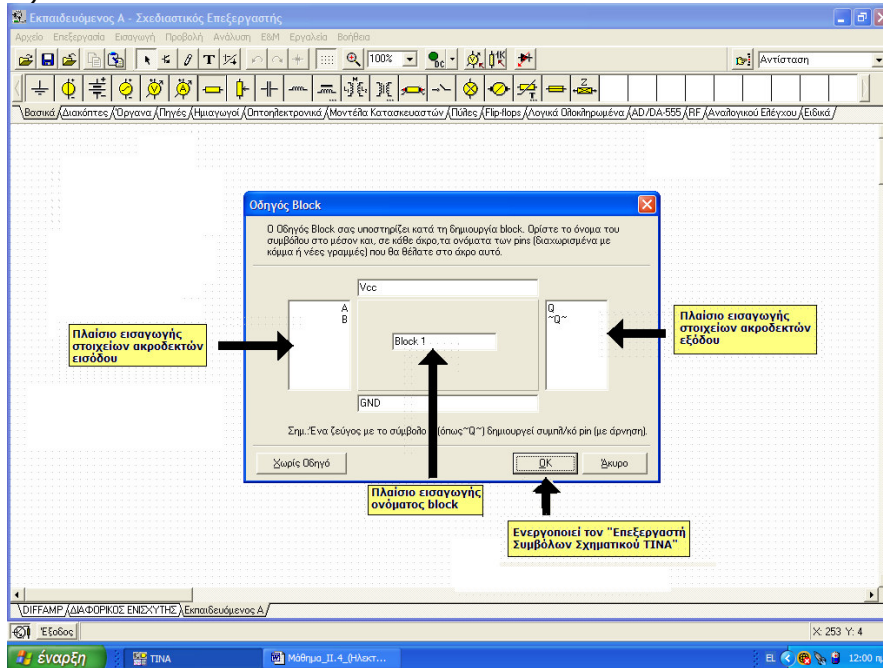 Εκπαιδευόμενος Α - Σχεδιαστικός Επεξεργαστής
Αρχείο Επεξεργασία Εισαγωγή Προβολή Ανάλυση E&M Εργαλεία Βοήθεια
100%
Αντίσταση
Βασικά Διακόπτες Όργανα Πηγές Ημιαγωγοί Οπτοηλεκτρονικά Μοντέλα Κατασκευαστών Πύλες Flip-flops Λογικά Ολοκληρωμένα AD/DA-555 RF Αναλογικού Ελέγχου Ειδικά
Οδηγός Block
Ο Οδηγός Block σας υποστηρίζει κατά τη δημιουργία block. Ορίστε το όνομα του
συμβόλου στο μέσον και, σε κάθε άκρο,τα ονόματα των pins (διαχωρισμένα με
κόμμα ή νέες γραμμές) που θα θέλατε στο άκρο αυτό.
Vcc
A
B
Q
~Q~
Block 1
GND
Πλαίσιο εισαγωγής
στοιχείων ακροδεκτών
εισόδου
Πλαίσιο εισαγωγής
στοιχείων ακροδεκτών
εξόδου
Σημ.:Ένα ζεύγος με το σύμβολο (όπως~Q~) δημιουργεί συμπλ/κό pin (με άρνηση).
Χωρίς Οδηγό
OK
Άκυρο
Πλαίσιο εισαγωγής
ονόματος block
Ενεργοποιεί τον "Επεξεργαστή
Συμβόλων Σχηματικού TINA"
DIFFAMP ΔΙΑΦΟΡΙΚΟΣ ΕΝΙΣΧΥΤΗΣ Εκπαιδευόμενος Α
Έξοδος
X: 253 Y: 4
έναρξη
TINA
Μάθημα_II.4_(Ηλεκτ...
EL
12:00 πμ